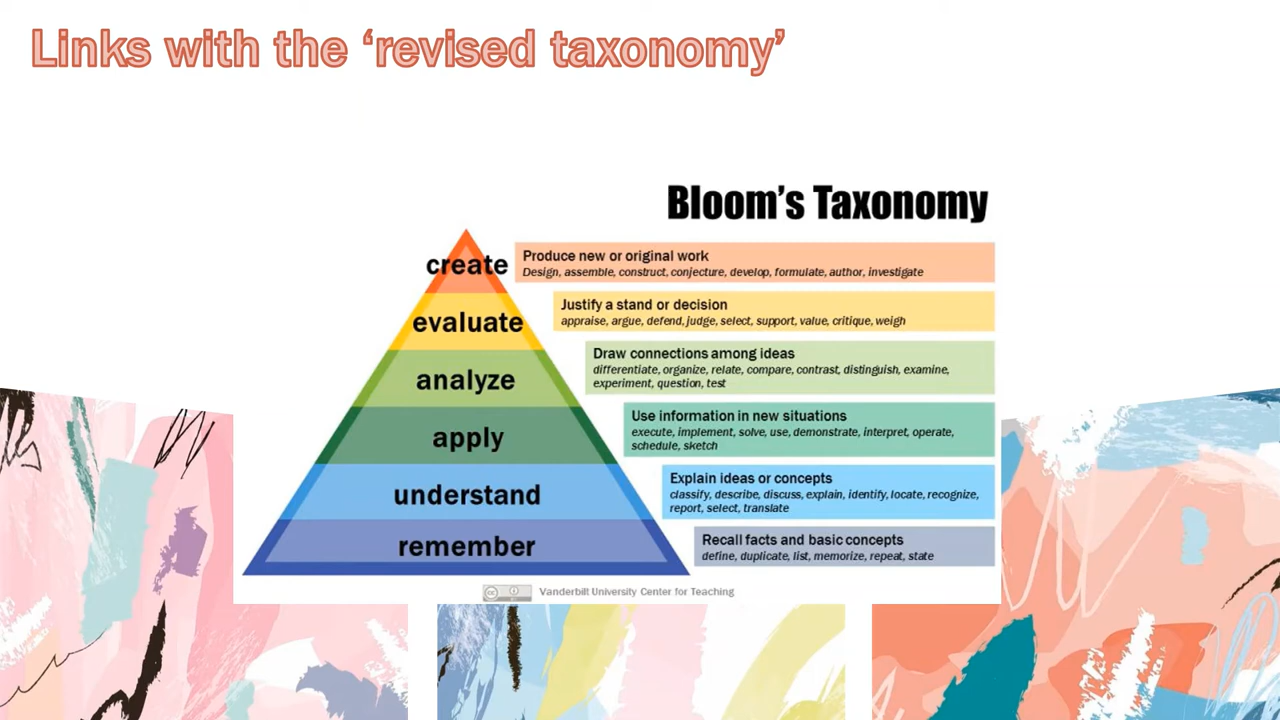 Links with the ‘revised taxonomy’
Bloom’s Taxonomy
create
Produce new or original work
Design, assemble, construct, conjecture, develop, formulate, author, investigate
evaluate
Justify a stand or decision
appraise, argue, defend, judge, select, support, value, critique, weigh
analyze
Draw connections among ideas
differentiate, organize, relate, compare, contrast, distinguish, examine,
experiment, question, test
apply
Use information in new situations
execute, implement, solve, use, demonstrate, interpret, operate,
schedule, sketch
understand
Explain ideas or concepts
classify, describe, discuss, explain, identify, locate, recognize,
report, select, translate
remember
Recall facts and basic concepts
define, duplicate, list, memorize, repeat, state
Vanderbilt University Center for Teaching